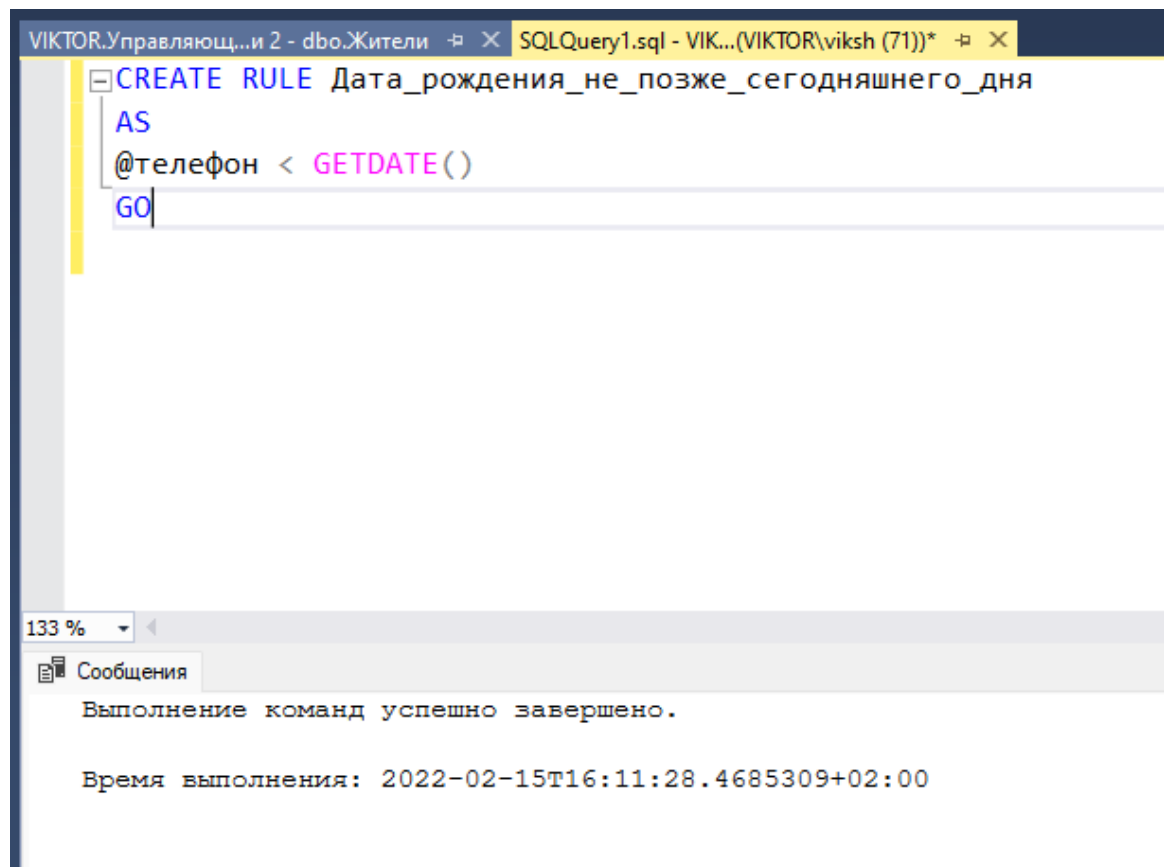 VIKTOR.Управляющ...и 2 - dbo.Жители SQLQuery1.sql - VIK...(VIKTOR\viksh (71))*
CREATE RULE Дата_рождения_не_позже_сегодняшнего_дня
AS
@телефон < GETDATE()
GO
133 %
Сообщения
Выполнение команд успешно завершено.
Время выполнения: 2022-02-15T16:11:28.4685309+02:00